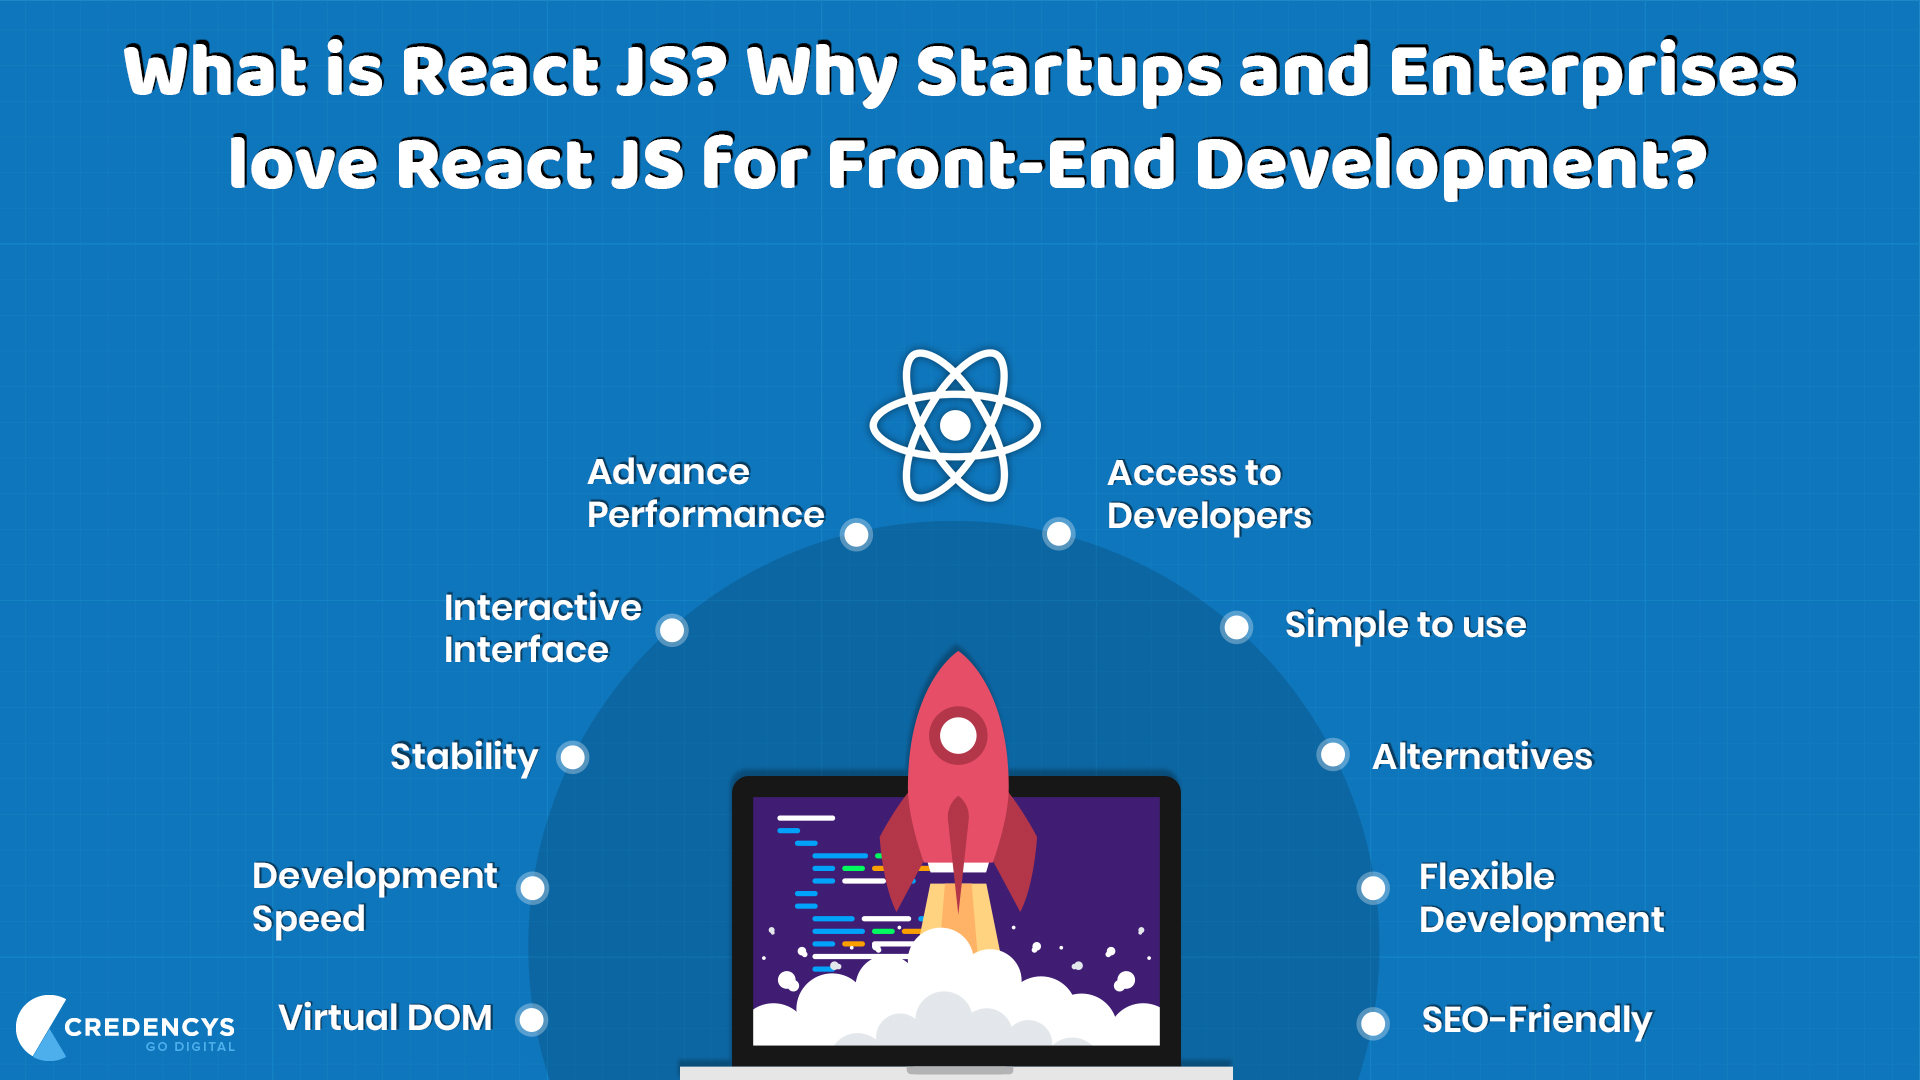 What is React JS? Why Startups and Enterprises
love React JS for Front-End Development?
Advance
Performance
Access to
Developers
Interactive
Interface
Simple to use
Stability
Alternatives
Development
Speed
Flexible
Development
Virtual DOM
SEO-Friendly
CREDENCYS
GO DIGITAL